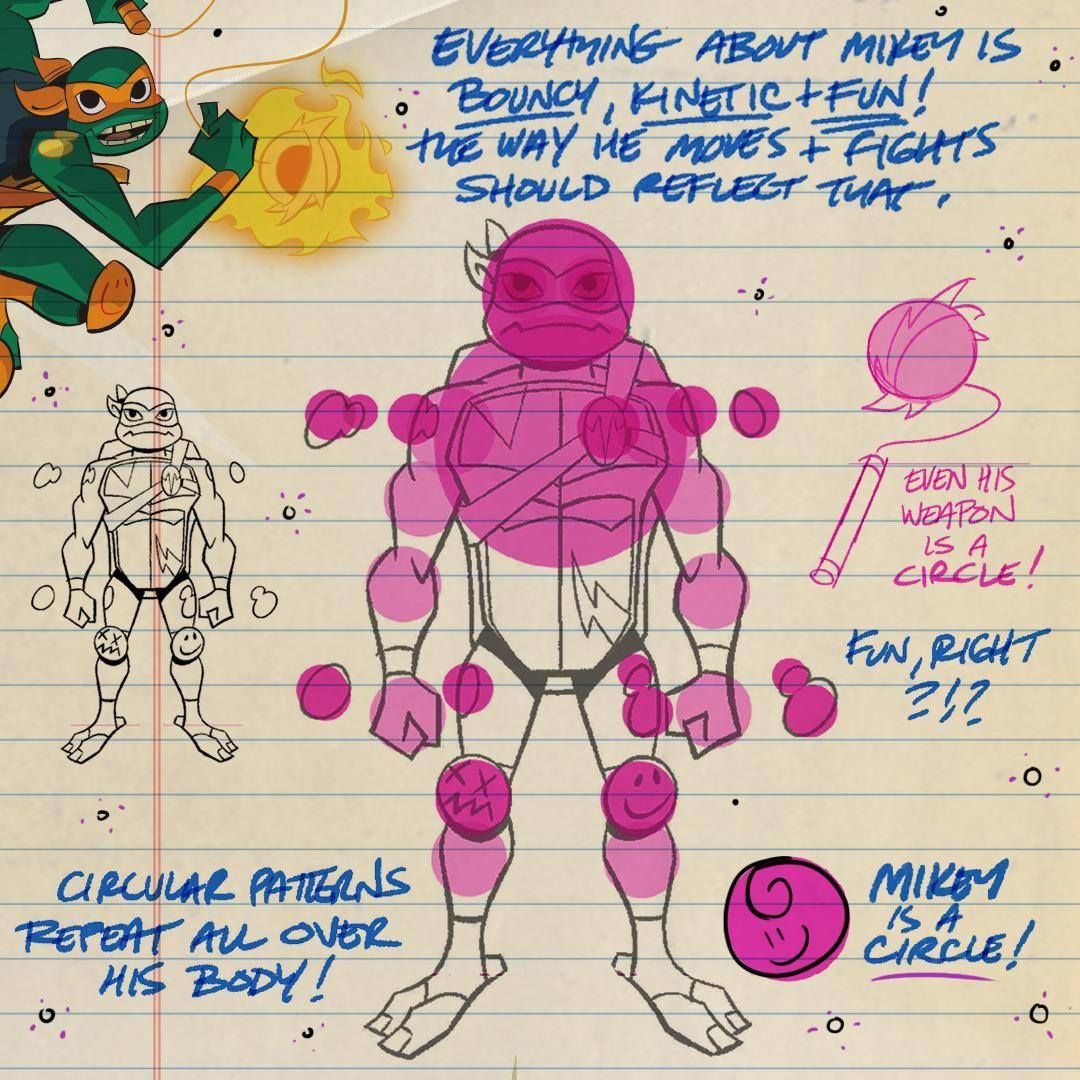 EVERYTHING ABOUT MIKEY IS
BOUNCY, KINETIC + FUN!
THE WAY HE MOVES + FIGHTS
SHOULD REFLECT THAT.
EVEN HIS
WEAPON
IS A
CIRCLE!
FUN, RIGHT
?!?
CIRCULAR PATTERNS
REPEAT ALL OVER
HIS BODY!
MIKEY
IS A
CIRCLE!